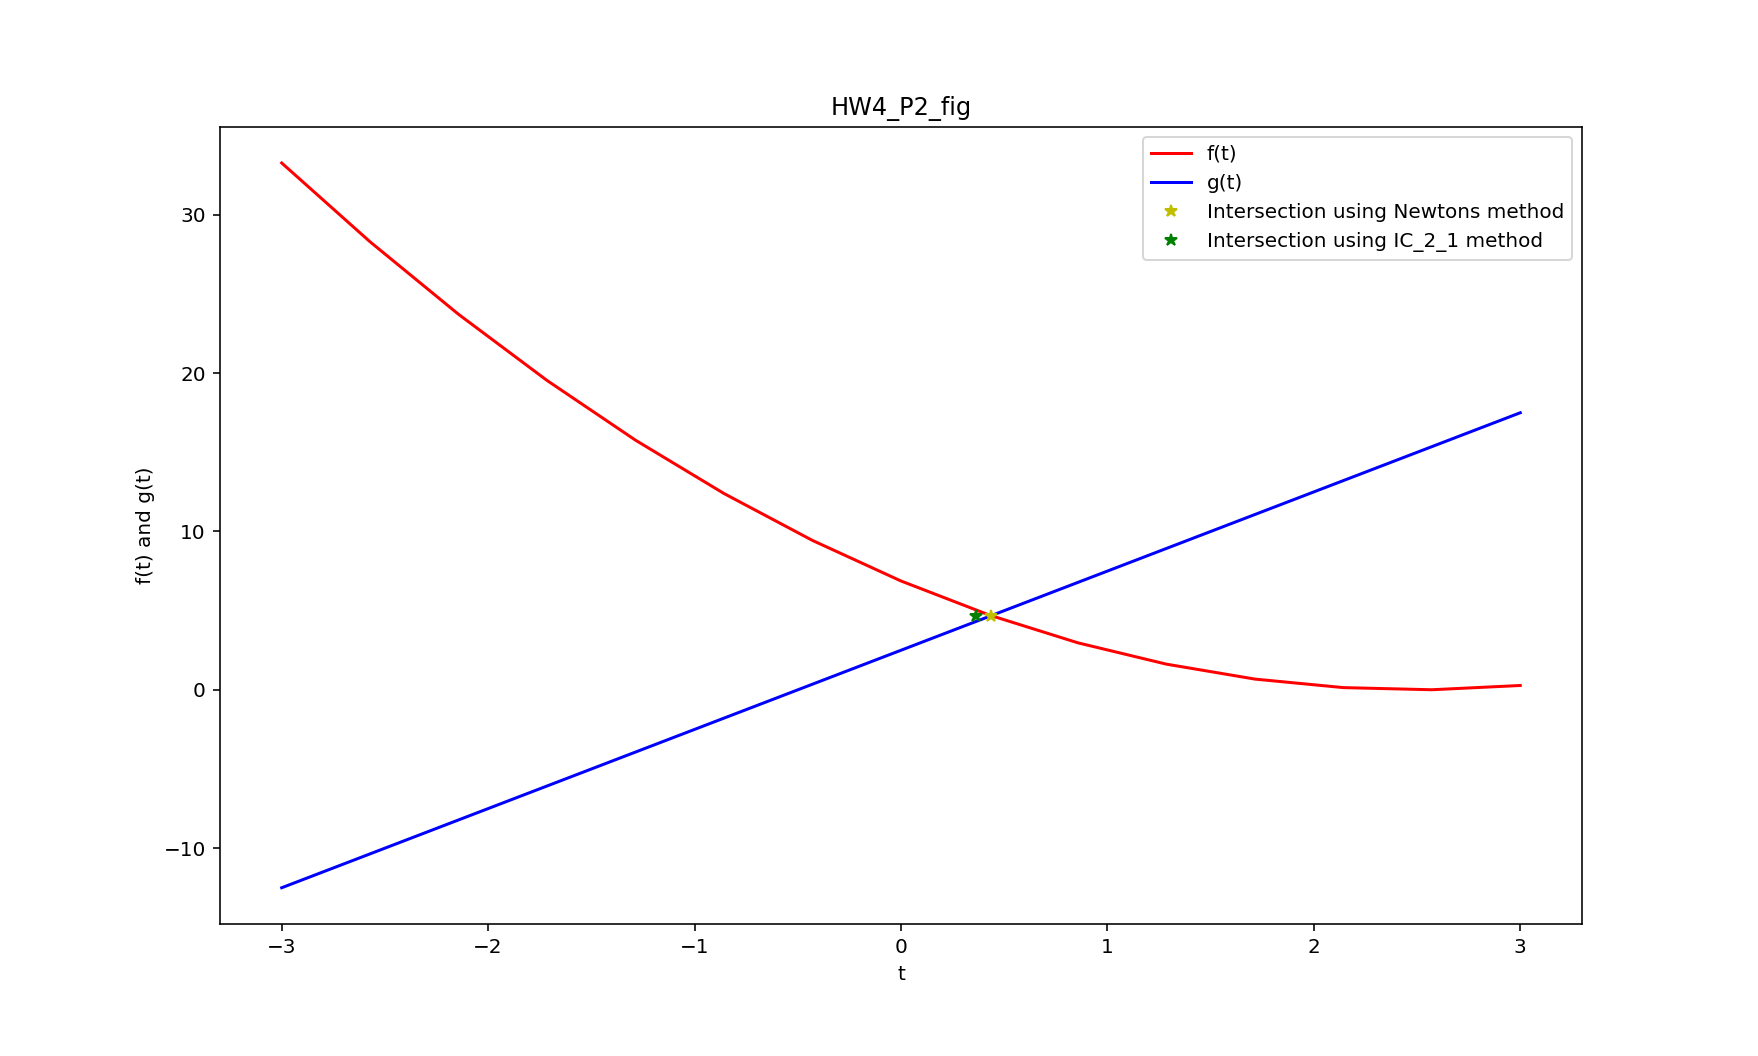 HW4_P2_fig
f(t)
g(t)
Intersection using Newtons method
Intersection using IC_2_1 method
f(t) and g(t)
30
20
10
0
−10
−3
−2
−1
0
1
2
3
t